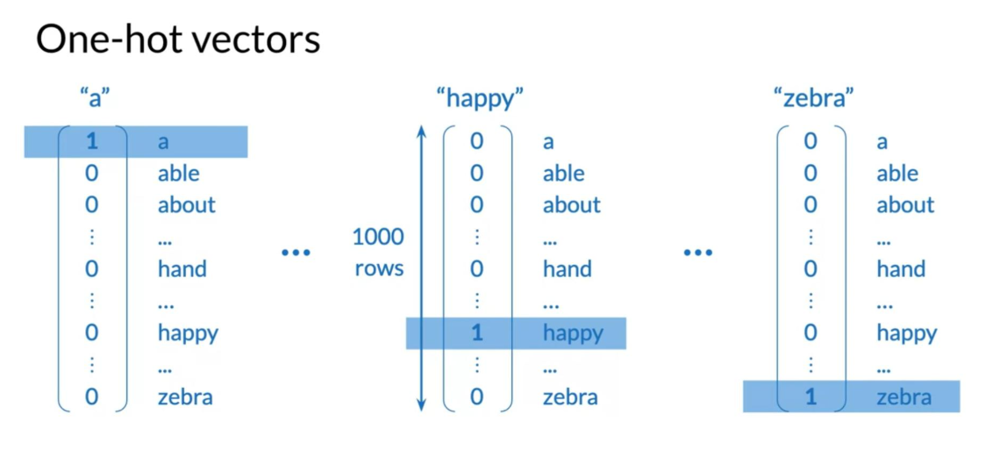 One-hot vectors
“a”
1 a
0 able
0 about
⋮ ...
0 hand
⋮ ...
0 happy
⋮ ...
0 zebra
...
1000
rows
“happy”
0 a
0 able
0 about
⋮ ...
0 hand
⋮ ...
1 happy
⋮ ...
0 zebra
...
“zebra”
0 a
0 able
0 about
⋮ ...
0 hand
⋮ ...
0 happy
⋮ ...
1 zebra